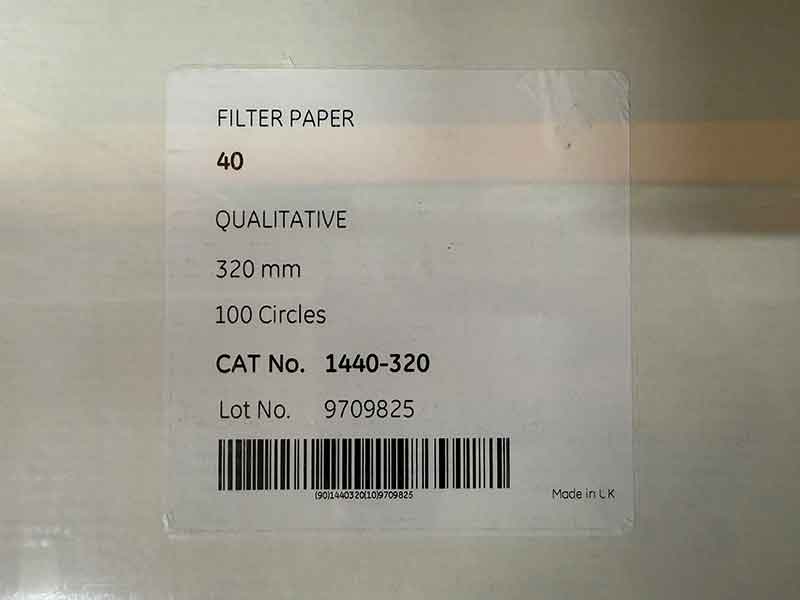 FILTER PAPER
40
QUALITATIVE
320 mm
100 Circles
CAT No. 1440-320
Lot No. 9709825
(90)1440320(10)9709825
Made in UK